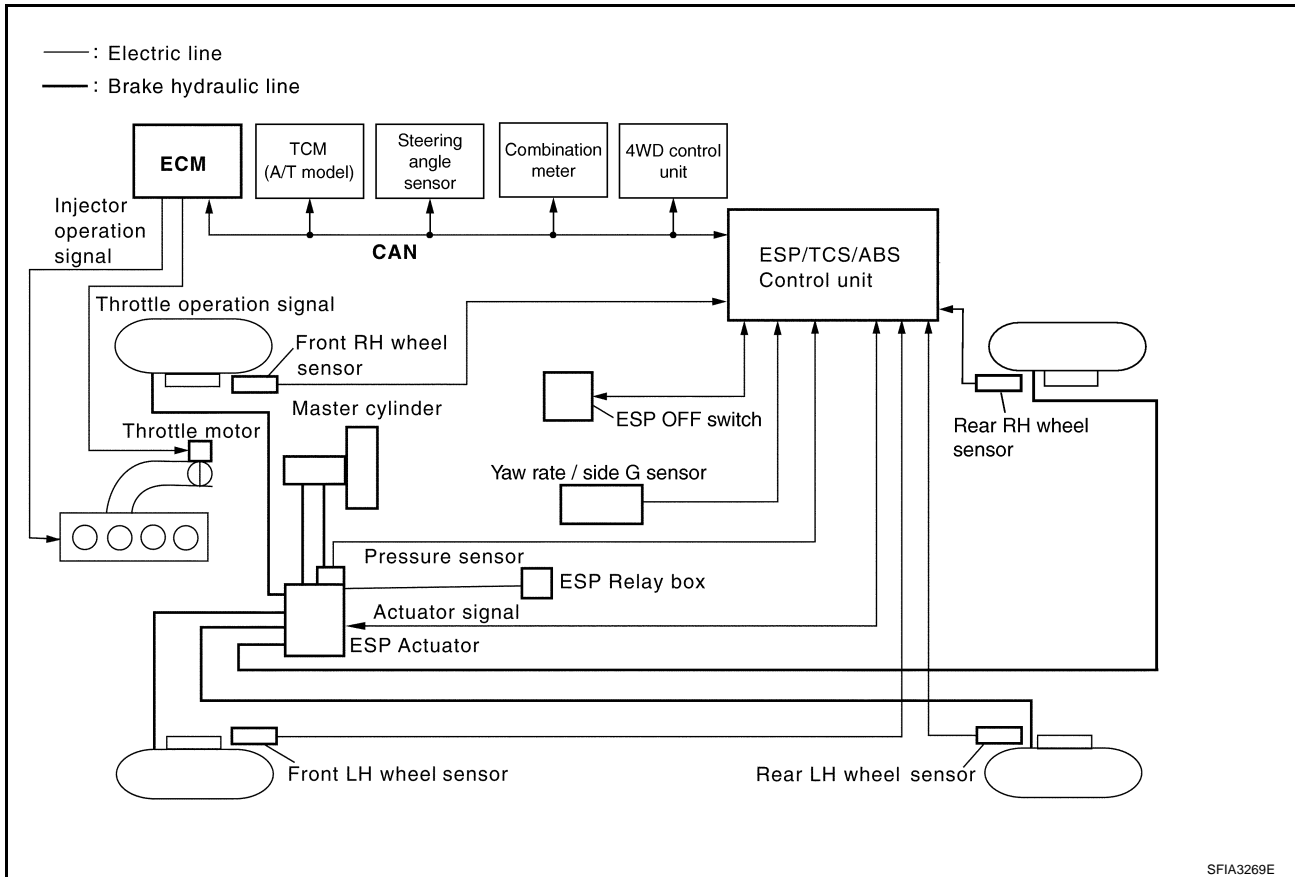 : Electric line
: Brake hydraulic line
ECM
TCM
(A/T model)
Steering
angle
sensor
Combination
meter
4WD control
unit
Injector
operation
signal
CAN
ESP/TCS/ABS
Control unit
Throttle operation signal
Front RH wheel
sensor
Master cylinder
ESP OFF switch
Rear RH wheel
sensor
Throttle motor
Yaw rate / side G sensor
Pressure sensor
ESP Relay box
Actuator signal
ESP Actuator
Front LH wheel sensor
Rear LH wheel sensor
SFIA3269E